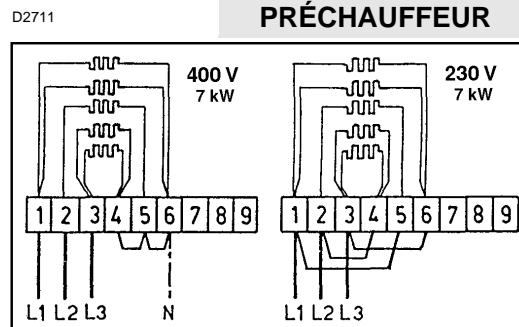 D2711
PRÉCHAUFFEUR
400 V
7 kW
1 2 3 4 5 6 7 8 9
L1 L2 L3 N
230 V
7 kW
1 2 3 4 5 6 7 8 9
L1 L2 L3